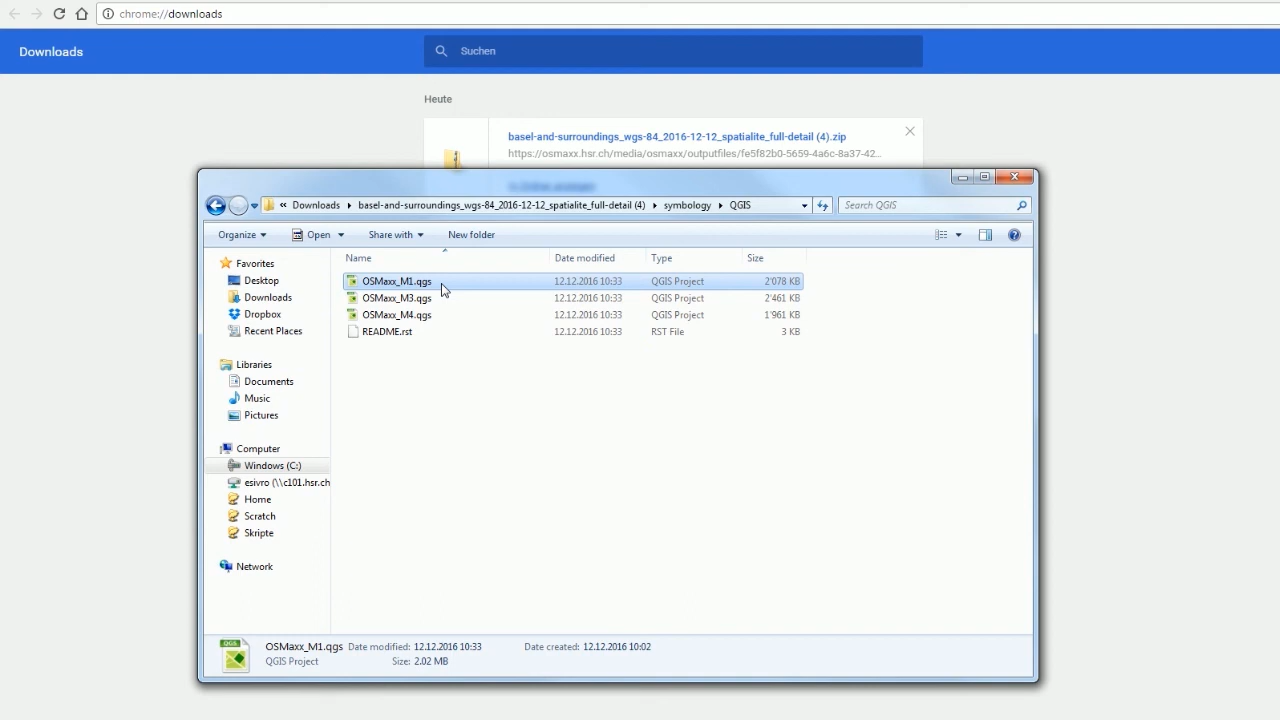 chrome://downloads
Downloads
Suchen
Heute
basel-and-surroundings_wgs-84_2016-12-12_spatialite_full-detail (4).zip
https://osmaxx.hsr.ch/media/osmaxx/outputfiles/fe5f82b0-5659-4a6c-8a37-42...
« Downloads basel-and-surroundings_wgs-84_2016-12-12_spatialite_full-detail (4) symbology QGIS
Search QGIS
Organize Open Share with New folder
Name Date modified Type Size
OSMaxx_M1.qgs 12.12.2016 10:33 QGIS Project 2'078 KB
OSMaxx_M3.qgs 12.12.2016 10:33 QGIS Project 2'461 KB
OSMaxx_M4.qgs 12.12.2016 10:33 QGIS Project 1'961 KB
README.rst 12.12.2016 10:33 RST File 3 KB
Favorites
Desktop
Downloads
Dropbox
Recent Places
Libraries
Documents
Music
Pictures
Computer
Windows (C:)
esivro (\\c101.hsr.ch
Home
Scratch
Skripte
Network
QGIS
OSMaxx_M1.qgs Date modified: 12.12.2016 10:33 Date created: 12.12.2016 10:02
QGIS Project Size: 2.02 MB